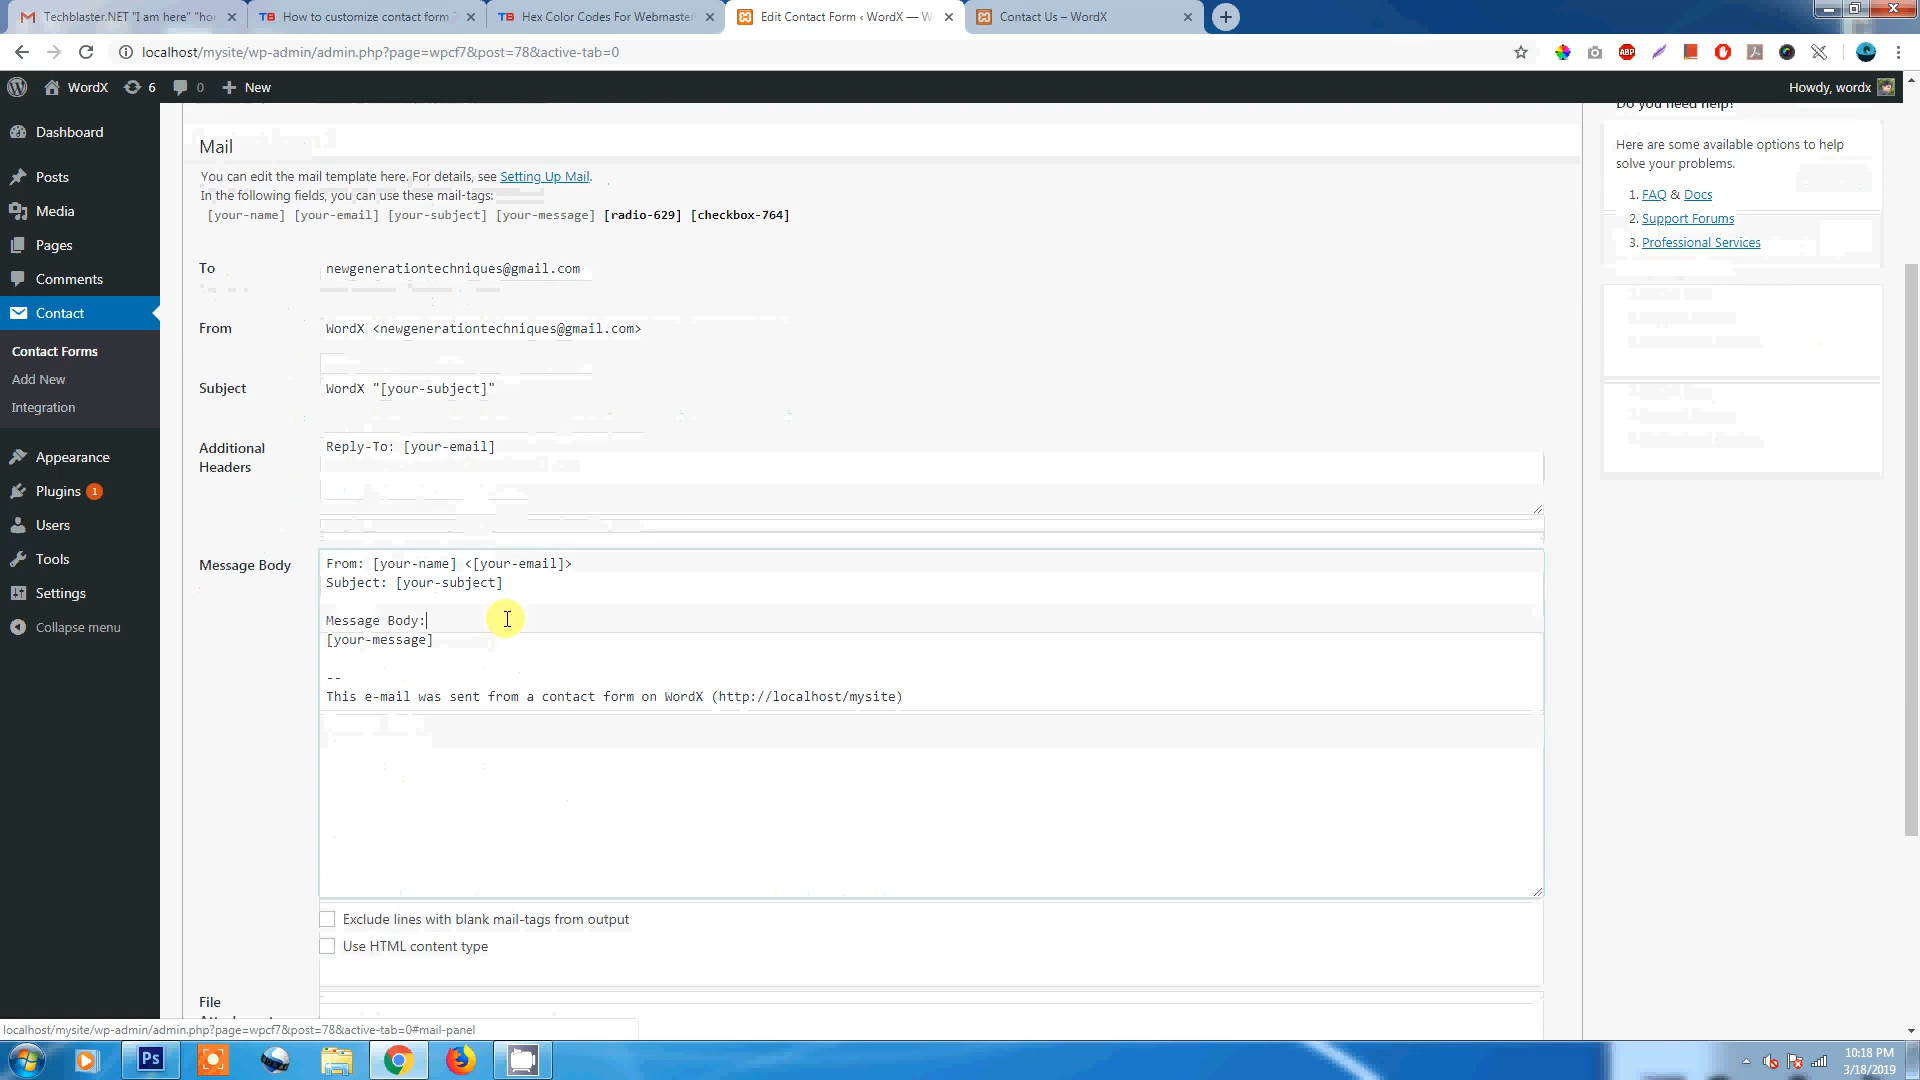 Techblaster.NET "I am here" "ho
How to customize contact form
Hex Color Codes For Webmaster
Edit Contact Form ‹ WordX — W
Contact Us – WordX
localhost/mysite/wp-admin/admin.php?page=wpcf7&post=78&active-tab=0
ABP
WordX
6
0
New
Howdy, wordx
Dashboard
Posts
Media
Pages
Comments
Contact
Contact Forms
Add New
Integration
Appearance
Plugins 1
Users
Tools
Settings
Collapse menu
Mail
You can edit the mail template here. For details, see Setting Up Mail.
In the following fields, you can use these mail-tags:
[your-name] [your-email] [your-subject] [your-message] [radio-629] [checkbox-764]
To
newgenerationtechniques@gmail.com
From
WordX <newgenerationtechniques@gmail.com>
Subject
WordX "[your-subject]"
Additional Headers
Reply-To: [your-email]
Message Body
From: [your-name] <[your-email]>
Subject: [your-subject]
Message Body:
[your-message]
--
This e-mail was sent from a contact form on WordX (http://localhost/mysite)
Exclude lines with blank mail-tags from output
Use HTML content type
File
Do you need help?
Here are some available options to help
solve your problems.
1. FAQ & Docs
2. Support Forums
3. Professional Services
localhost/mysite/wp-admin/admin.php?page=wpcf7&post=78&active-tab=0#mail-panel
Ps
10:18 PM
3/18/2019